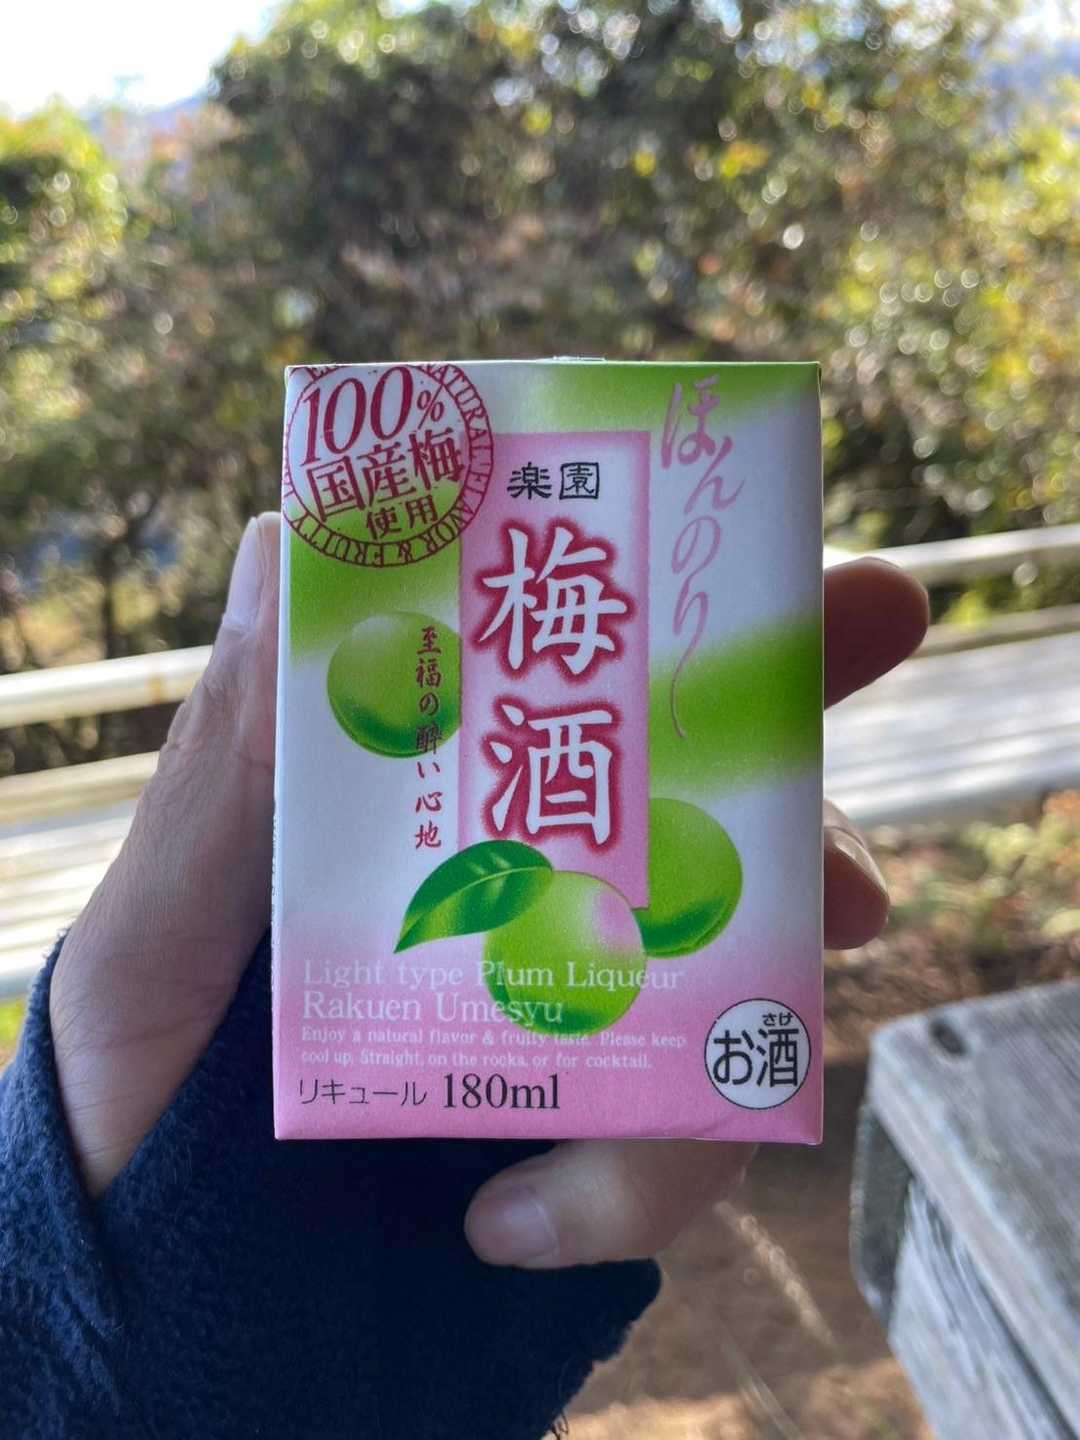 100%
国産梅
使用
NATURAL FLAVOR & FRUITY
ほんのり
楽園
梅酒
至福の酔い心地
Light type Plum Liqueur
Rakuen Umesyu
Enjoy a natural flavor & fruity taste. Please keep
cool up. Straight, on the rocks, or for cocktail.
リキュール 180ml
さけ
お酒